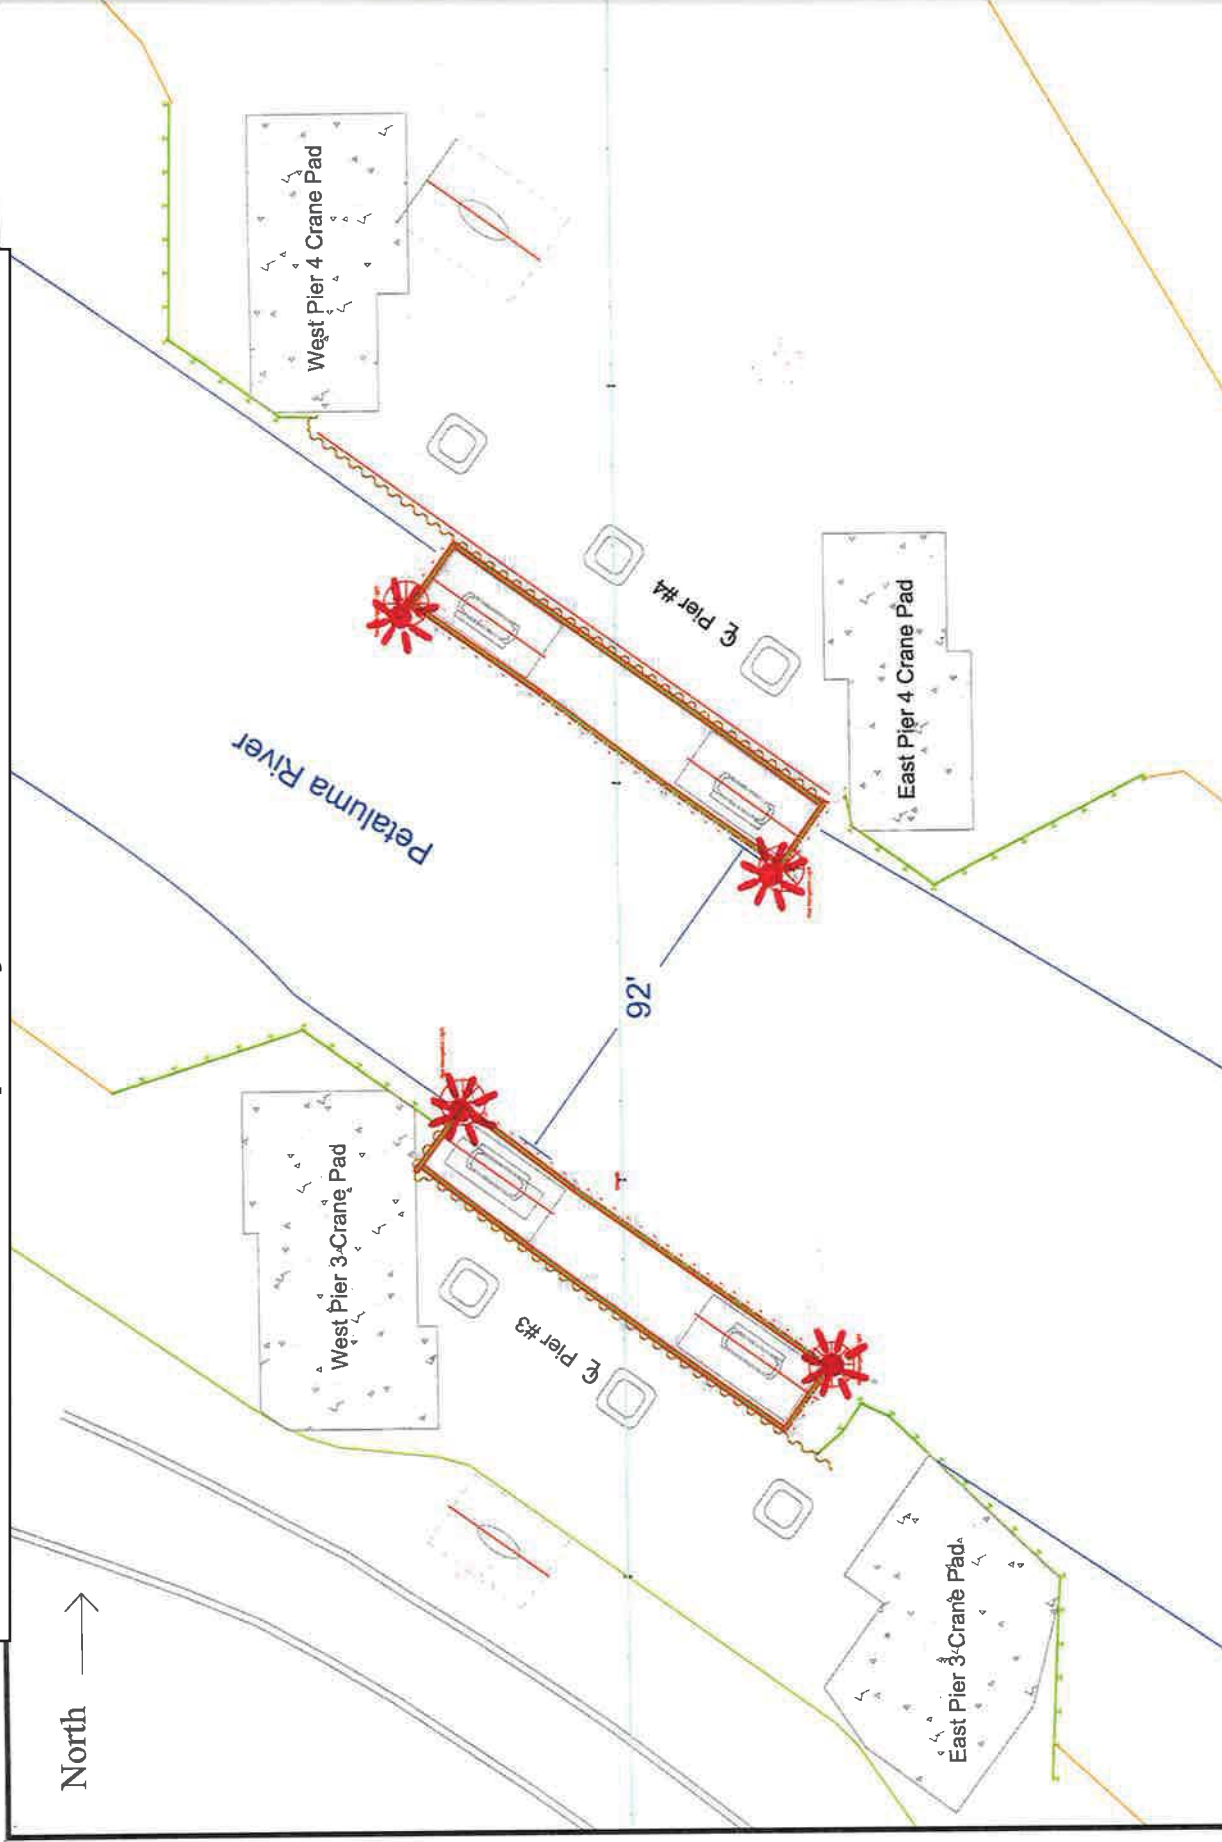 North
West Pier 4 Crane Pad
Petaluma River
℄ Pier #4
East Pier 4 Crane Pad
92'
West Pier 3 Crane Pad
℄ Pier #3
East Pier 3 Crane Pad